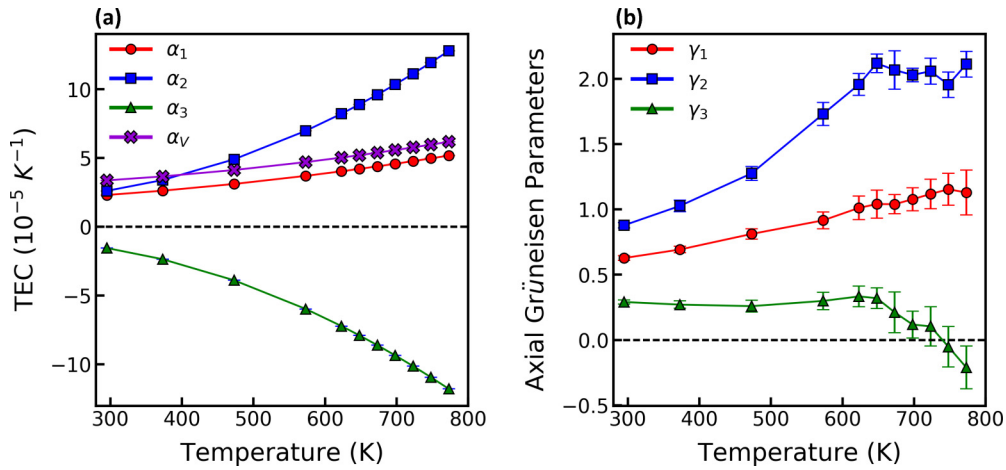 (a)
α1
α2
α3
αV
10
5
0
−5
−10
TEC (10−5 K−1)
300 400 500 600 700 800
Temperature (K)
(b)
γ1
γ2
γ3
2.0
1.5
1.0
0.5
0.0
−0.5
Axial Grüneisen Parameters
300 400 500 600 700 800
Temperature (K)